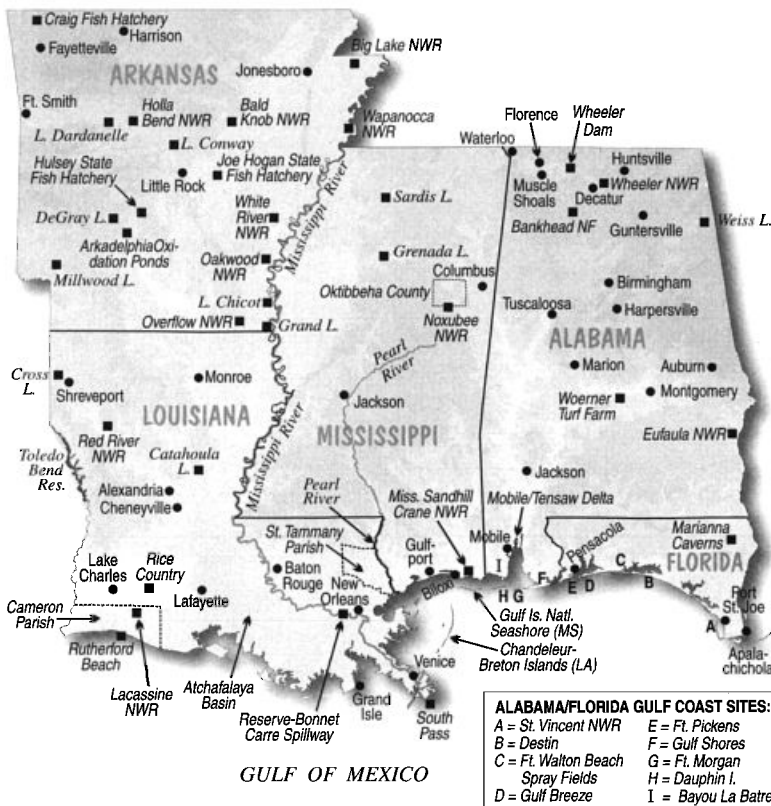 Craig Fish Hatchery
Harrison
Fayetteville
Big Lake NWR
ARKANSAS
Jonesboro
Ft. Smith
Holla
Bend NWR
Bald
Knob NWR
L. Dardanelle
Wapanocca
NWR
L. Conway
Hulsey State
Fish Hatchery
Joe Hogan State
Fish Hatchery
Little Rock
White
River
NWR
DeGray L.
Arkadelphia Oxi-
dation Ponds
Oakwood NWR
Millwood L.
L. Chicot
Overflow NWR
Grand L.
Mississippi River
Florence
Wheeler
Dam
Waterloo
Huntsville
Muscle
Shoals
Wheeler NWR
Decatur
Sardis L.
Bankhead NF
Guntersville
Weiss L.
Grenada L.
Columbus
Oktibbeha County
Noxubee
NWR
Birmingham
Tuscaloosa
Harpersville
ALABAMA
Pearl
River
Marion
Auburn
Woerner
Turf Farm
Montgomery
Eufaula NWR
Cross
L.
Shreveport
Monroe
Jackson
LOUISIANA
MISSISSIPPI
Red River
NWR
Catahoula
L.
Mississippi River
Toledo
Bend
Res.
Alexandria
Cheneyville
Pearl
River
Miss. Sandhill
Crane NWR
Jackson
Mobile/Tensaw Delta
St. Tammany
Parish
Gulf-
port
Mobile
Pensacola
Marianna
Caverns
FLORIDA
Lake
Charles
Rice
Country
Baton
Rouge
New
Orleans
Biloxi
I
H
G
F
E
D
C
B
A
Port
St. Joe
Apala-
chichola
Lafayette
Cameron
Parish
Gulf Is. Natl.
Seashore (MS)
Rutherford
Beach
Chandeleur-
Breton Islands (LA)
Lacassine
NWR
Atchafalaya
Basin
Reserve-Bonnet
Carre Spillway
Venice
Grand
Isle
South
Pass
GULF OF MEXICO
ALABAMA/FLORIDA GULF COAST SITES:
A = St. Vincent NWR
B = Destin
C = Ft. Walton Beach
Spray Fields
D = Gulf Breeze
E = Ft. Pickens
F = Gulf Shores
G = Ft. Morgan
H = Dauphin I.
I = Bayou La Batre